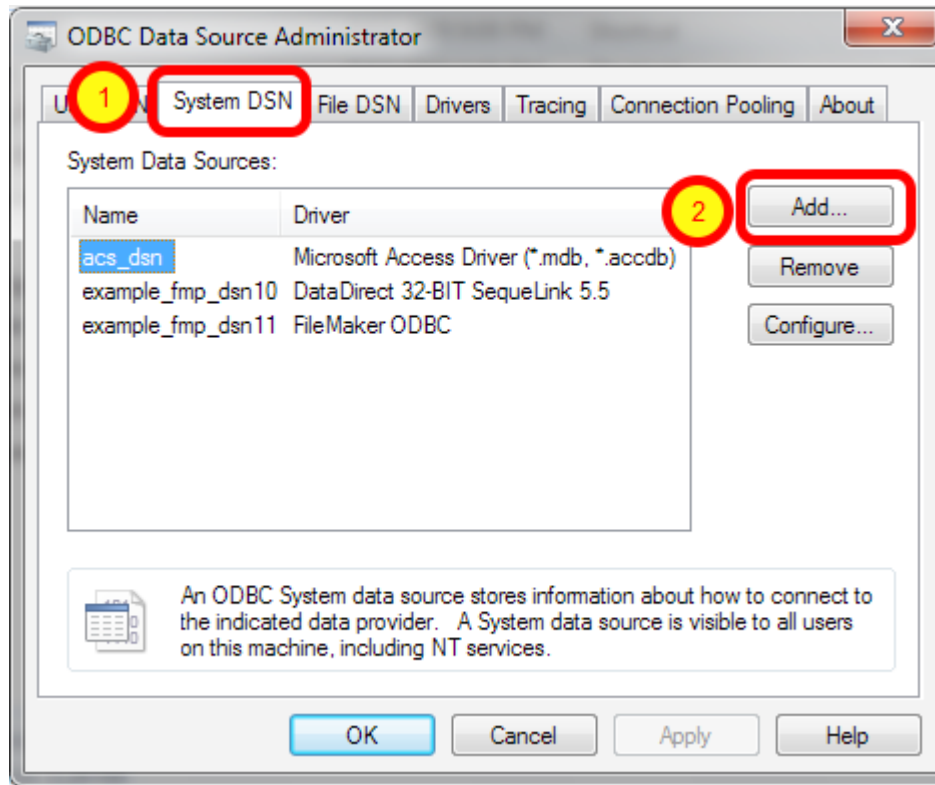 ODBC Data Source Administrator
1
System DSN File DSN Drivers Tracing Connection Pooling About
System Data Sources:
Name Driver
2
Add...
acs_dsn Microsoft Access Driver (*.mdb, *.accdb)
Remove
example_fmp_dsn10 DataDirect 32-BIT SequeLink 5.5
example_fmp_dsn11 FileMaker ODBC
Configure...
An ODBC System data source stores information about how to connect to
the indicated data provider. A System data source is visible to all users
on this machine, including NT services.
OK Cancel Apply Help